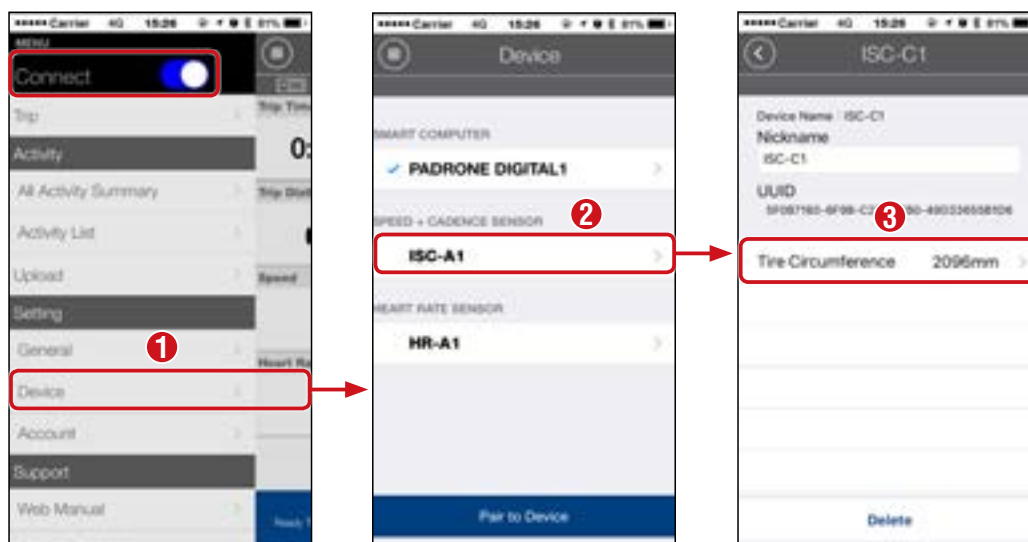 Carrier 4G 15:26 81%
MENU
Connect
Trip
Activity
All Activity Summary
Activity List
Upload
Setting
General
1
Device
Account
Support
Web Manual
Trip Time
0:
Trip Dist
Speed
Heart Ra
Ready T
Carrier 4G 15:26 81%
Device
SMART COMPUTER
PADRONE DIGITAL1
SPEED + CADENCE SENSOR
2
ISC-A1
HEART RATE SENSOR
HR-A1
Pair to Device
Carrier 4G 15:26 81%
ISC-C1
Device Name : ISC-C1
Nickname
ISC-C1
UUID
3
Tire Circumference 2096mm
Delete